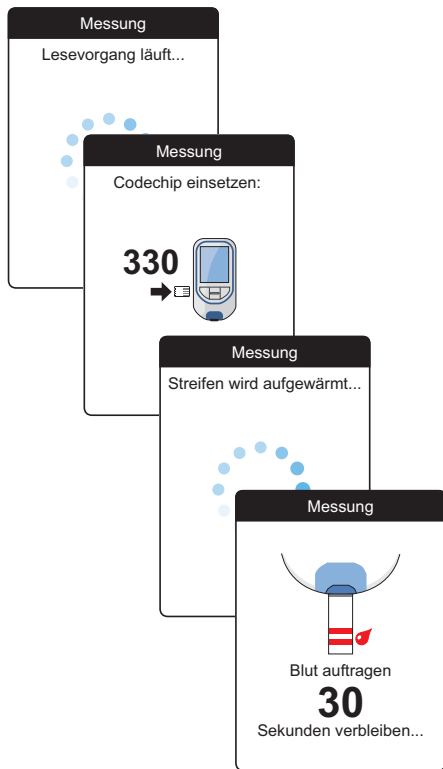 Messung
Lesevorgang läuft...
Messung
Codechip einsetzen:
330
Messung
Streifen wird aufgewärmt...
Messung
Blut auftragen
30
Sekunden verbleiben...